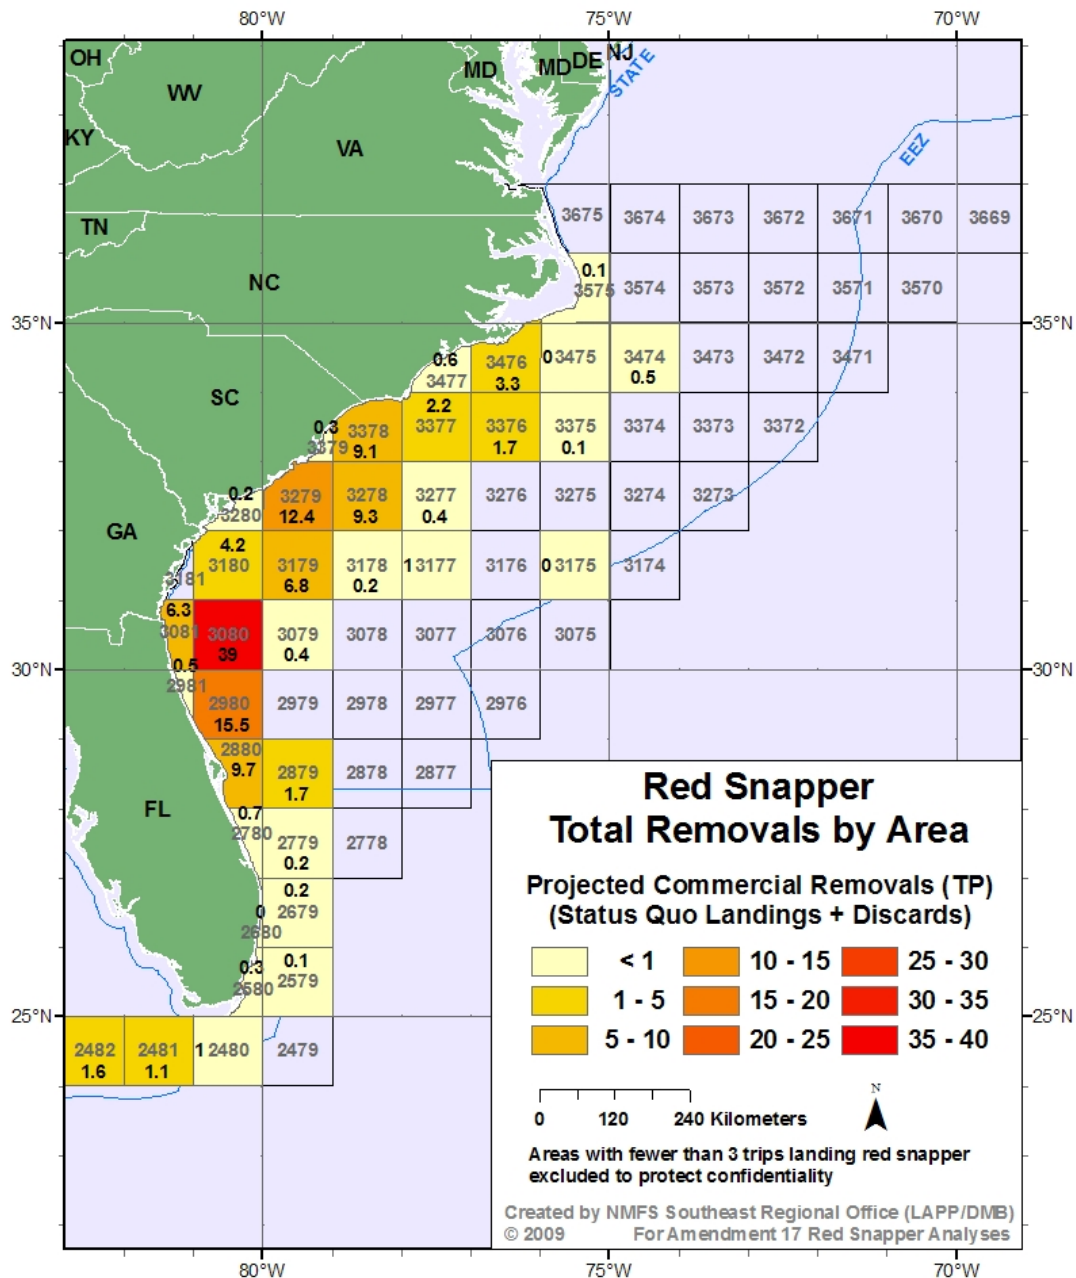 80°W 75°W 70°W
OH
WV
MD
MD
DE
NJ
STATE
KY
VA
EEZ
TN
3675 3674 3673 3672 3671 3670 3669
NC
0.1
3575 3574 3573 3572 3571 3570
35°N 35°N
0.6
3477
3476
3.3
0 3475
3474
0.5
3473 3472 3471
SC
2.2
3377
3376
1.7
3375
0.1
3374 3373 3372
0.3
3379
3378
9.1
0.2
3280
3279
12.4
3278
9.3
3277
0.4
3276 3275 3274 3273
GA
4.2
3180
3181
3179
6.8
3178
0.2
1 3177
3176
0 3175
3174
6.3
3081
3080
39
3079
0.4
3078 3077 3076 3075
30°N 30°N
0.5
2981
2980
15.5
2979 2978 2977 2976
2880
9.7
2879
1.7
2878 2877
FL
0.7
2780
2779
0.2
2778
0.2
2679
0
2680
0.3
2580
0.1
2579
25°N 25°N
2482
1.6
2481
1.1
1 2480
2479
Red Snapper
Total Removals by Area
Projected Commercial Removals (TP)
(Status Quo Landings + Discards)
< 1 10 - 15 25 - 30
1 - 5 15 - 20 30 - 35
5 - 10 20 - 25 35 - 40
0 120 240 Kilometers
N
Areas with fewer than 3 trips landing red snapper
excluded to protect confidentiality
Created by NMFS Southeast Regional Office (LAPP/DMB)
© 2009 For Amendment 17 Red Snapper Analyses
80°W 75°W 70°W